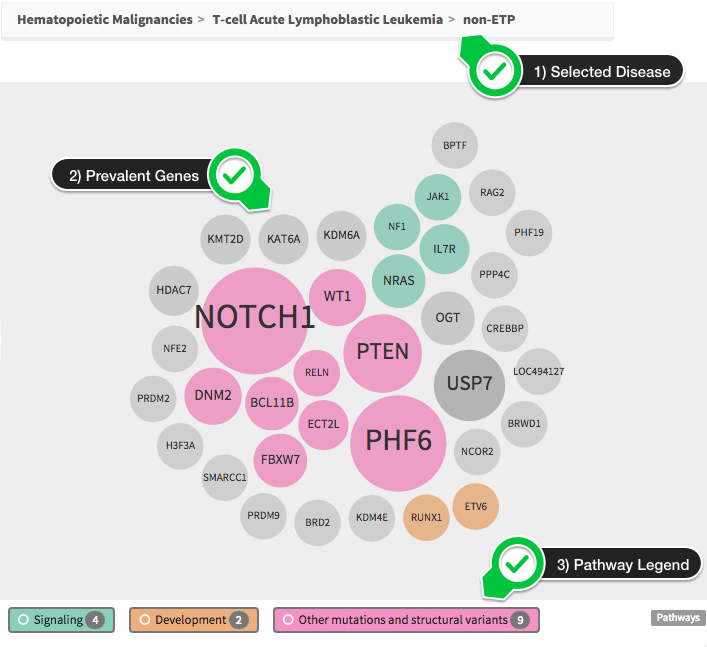 Hematopoietic Malignancies > T-cell Acute Lymphoblastic Leukemia > non-ETP
1) Selected Disease
BPTF
2) Prevalent Genes
JAK1
RAG2
NF1
PHF19
KMT2D
KAT6A
KDM6A
IL7R
PPP4C
NRAS
HDAC7
WT1
NOTCH1
OGT
CREBBP
NFE2
PTEN
RELN
LOC494127
USP7
PRDM2
DNM2
BCL11B
ECT2L
BRWD1
PHF6
H3F3A
NCOR2
FBXW7
SMARCC1
ETV6
PRDM9
BRD2
KDM4E
RUNX1
3) Pathway Legend
Signaling 4
Development 2
Other mutations and structural variants 9
Pathways